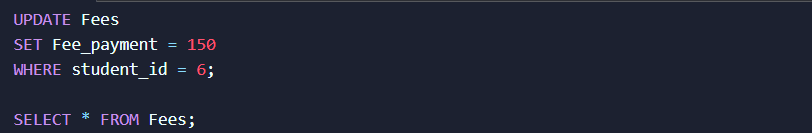 UPDATE Fees
SET Fee_payment = 150
WHERE student_id = 6;
SELECT * FROM Fees;